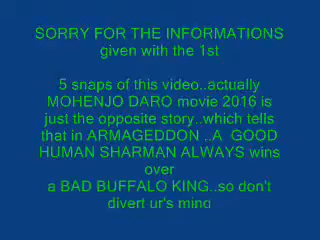 SORRY FOR THE INFORMATIONS
given with the 1st
5 snaps of this video..actually
MOHENJO DARO movie 2016 is
just the opposite story..which tells
that in ARMAGEDDON ..A GOOD
HUMAN SHARMAN ALWAYS wins
over
a BAD BUFFALO KING..so don't
divert ur's mind